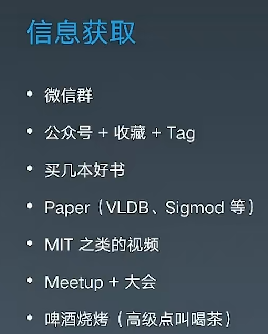 信息获取
• 微信群
• 公众号 + 收藏 + Tag
• 买几本好书
• Paper（VLDB、Sigmod 等）
• MIT 之类的视频
• Meetup + 大会
• 啤酒烧烤（高级点叫喝茶）